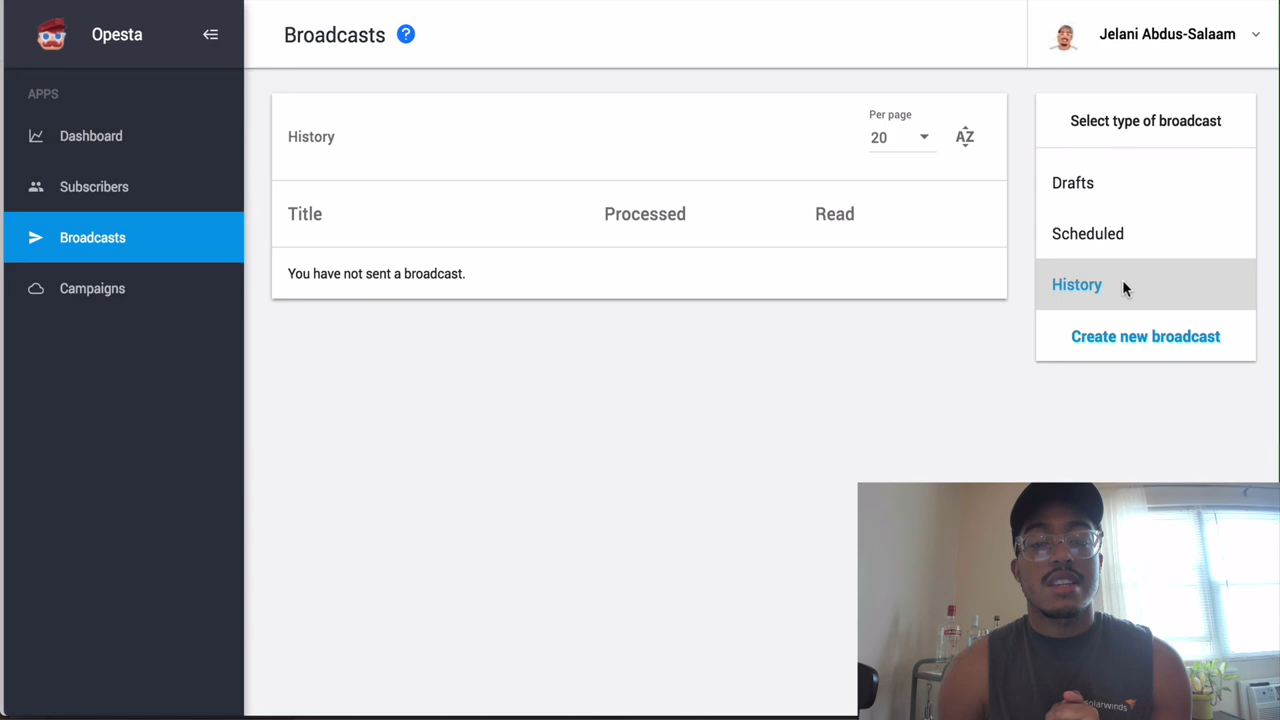 Opesta
Broadcasts ?
Jelani Abdus-Salaam
APPS
Dashboard
Subscribers
Broadcasts
Campaigns
History
Per page
20
AZ
Title Processed Read
You have not sent a broadcast.
Select type of broadcast
Drafts
Scheduled
History
Create new broadcast
solarwinds